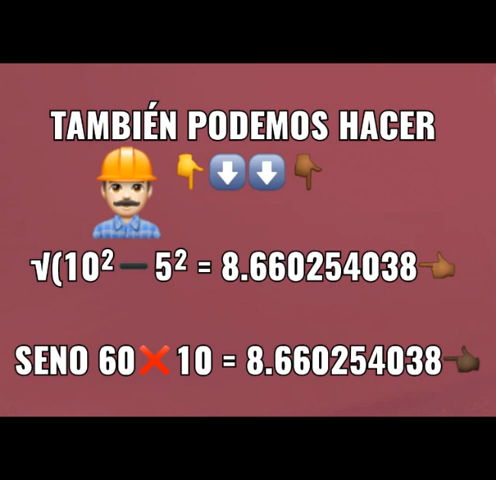 TAMBIÉN PODEMOS HACER
👷🏻‍♂️👇⬇️⬇️👇🏾
√(10²➖5² = 8.660254038👈🏾
SENO 60❌10 = 8.660254038👈🏿